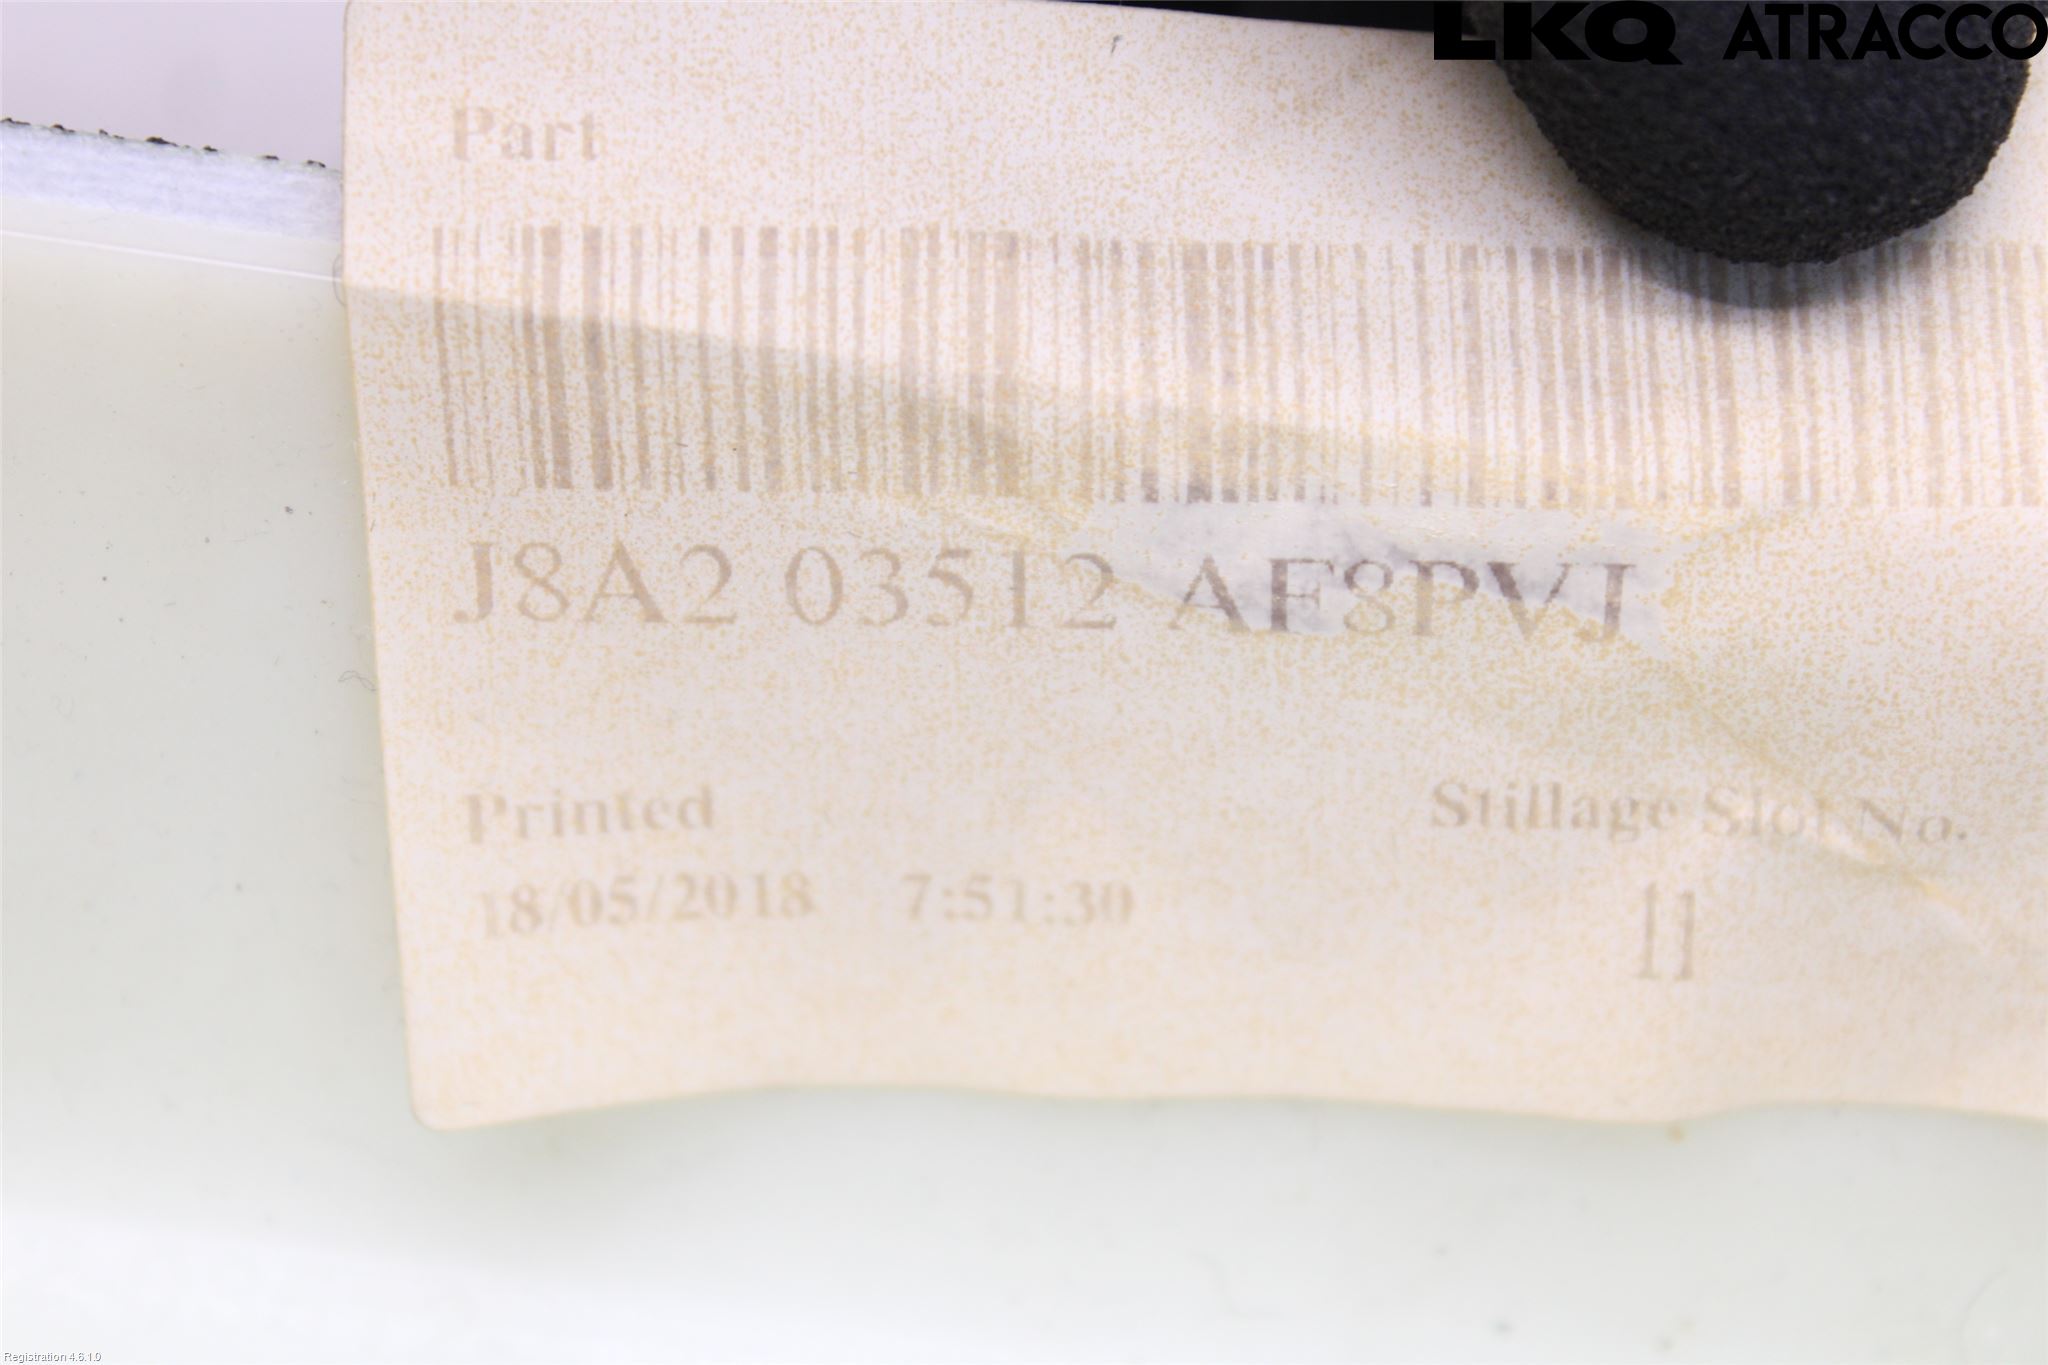 LKQ ATRACCO
Part
J8A2 03512 AF8PVJ
Printed
Stillage Slot No.
18/05/2018 7:51:30
11
Registration 4.6.1.0